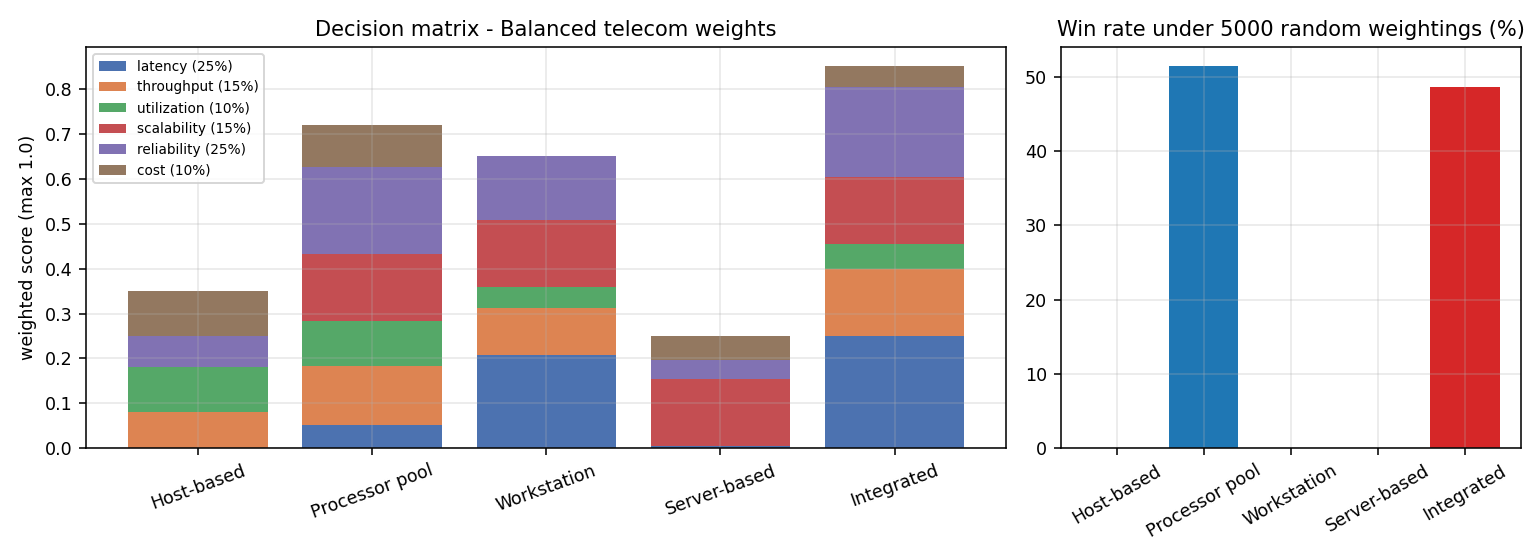 Decision matrix - Balanced telecom weights
weighted score (max 1.0)
0.8
0.7
0.6
0.5
0.4
0.3
0.2
0.1
0.0
latency (25%)
throughput (15%)
utilization (10%)
scalability (15%)
reliability (25%)
cost (10%)
Host-based
Processor pool
Workstation
Server-based
Integrated
Win rate under 5000 random weightings (%)
50
40
30
20
10
0
Host-based
Processor pool
Workstation
Server-based
Integrated